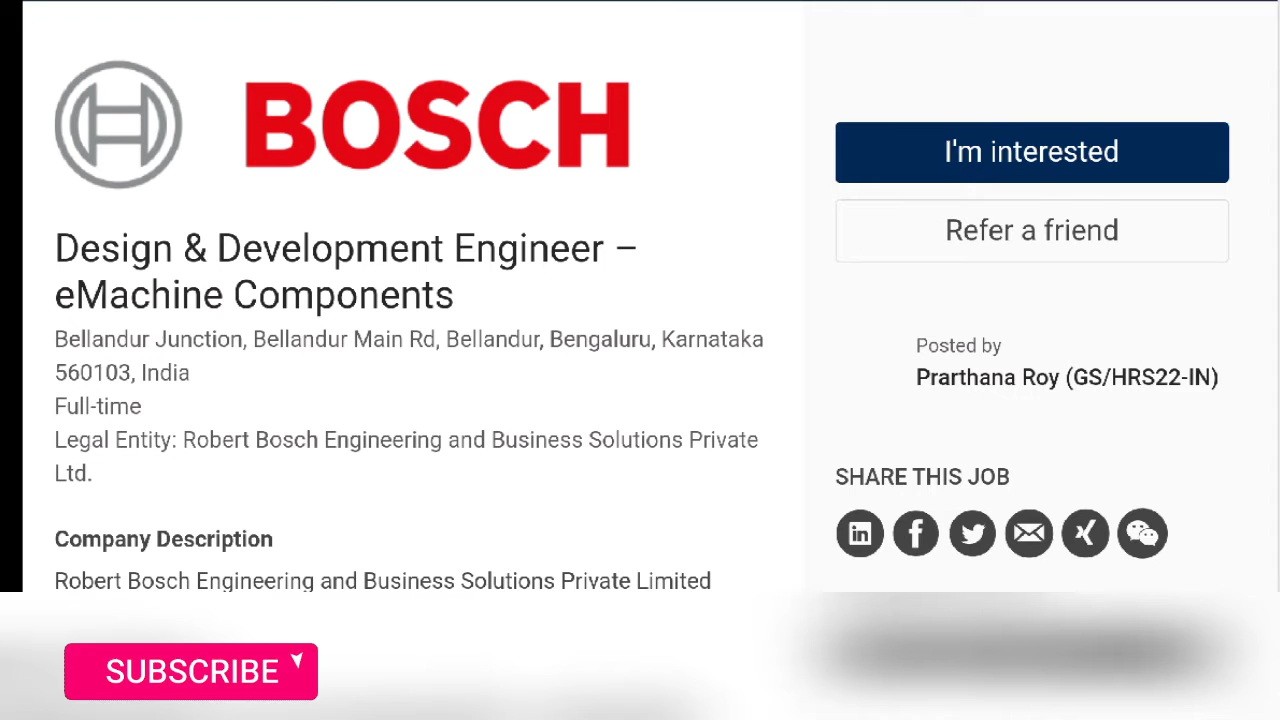 BOSCH
Design & Development Engineer –
eMachine Components
Bellandur Junction, Bellandur Main Rd, Bellandur, Bengaluru, Karnataka
560103, India
Full-time
Legal Entity: Robert Bosch Engineering and Business Solutions Private
Ltd.
Company Description
Robert Bosch Engineering and Business Solutions Private Limited
I'm interested
Refer a friend
Posted by
Prarthana Roy (GS/HRS22-IN)
SHARE THIS JOB
in
f
SUBSCRIBE